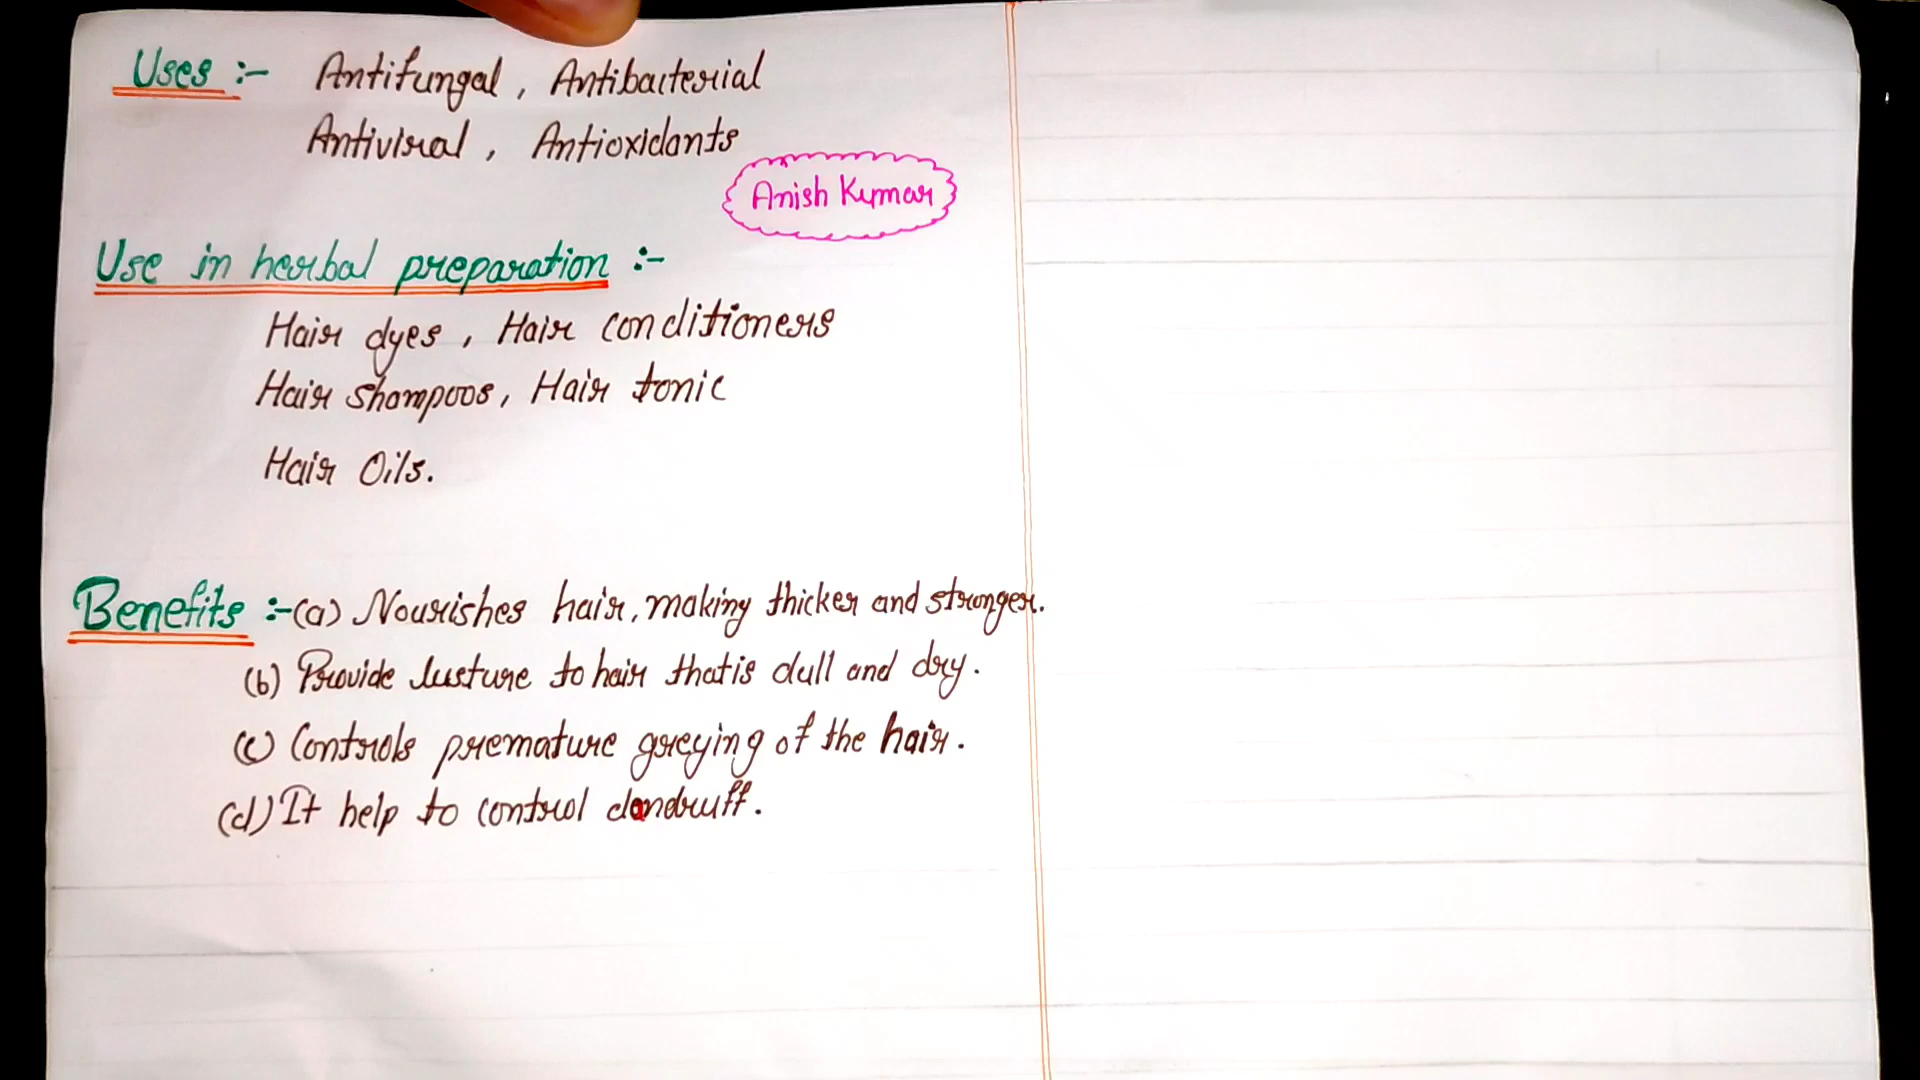 Uses :- Antifungal, Antibacterial
Antiviral, Antioxidants
Anish Kumar
Use in herbal preparation :-
Hair dyes, Hair conditioners
Hair shampoos, Hair tonic
Hair Oils.
Benefits :- (a) Nourishes hair, making thicker and stronger.
(b) Provide lusture to hair that is dull and dry.
(c) Controls premature greying of the hair.
(d) It help to control dandruff.